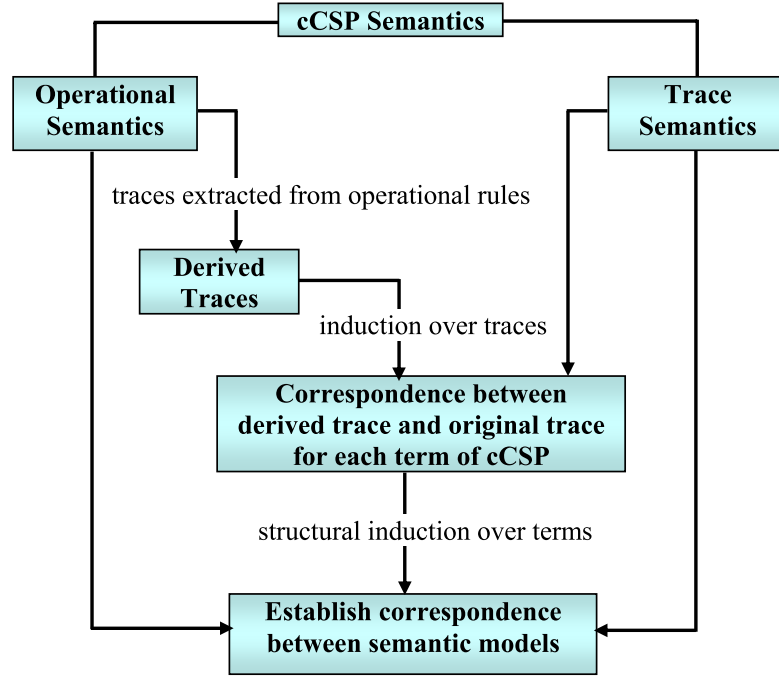 cCSP Semantics
Operational
Semantics
Trace
Semantics
traces extracted from operational rules
Derived
Traces
induction over traces
Correspondence between
derived trace and original trace
for each term of cCSP
structural induction over terms
Establish correspondence
between semantic models